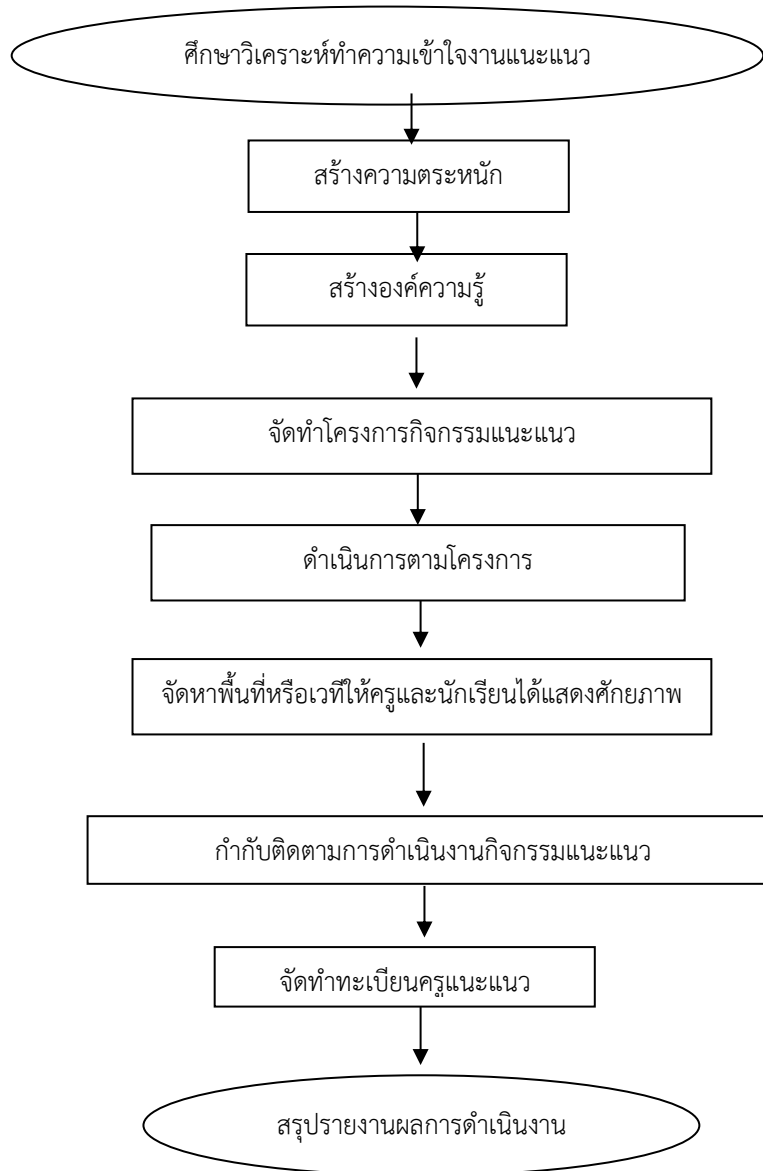 ศึกษาวิเคราะห์ทำความเข้าใจงานแนะแนว
สร้างความตระหนัก
สร้างองค์ความรู้
จัดทำโครงการกิจกรรมแนะแนว
ดำเนินการตามโครงการ
จัดหาพื้นที่หรือเวทีให้ครูและนักเรียนได้แสดงศักยภาพ
กำกับติดตามการดำเนินงานกิจกรรมแนะแนว
จัดทำทะเบียนครูแนะแนว
สรุปรายงานผลการดำเนินงาน